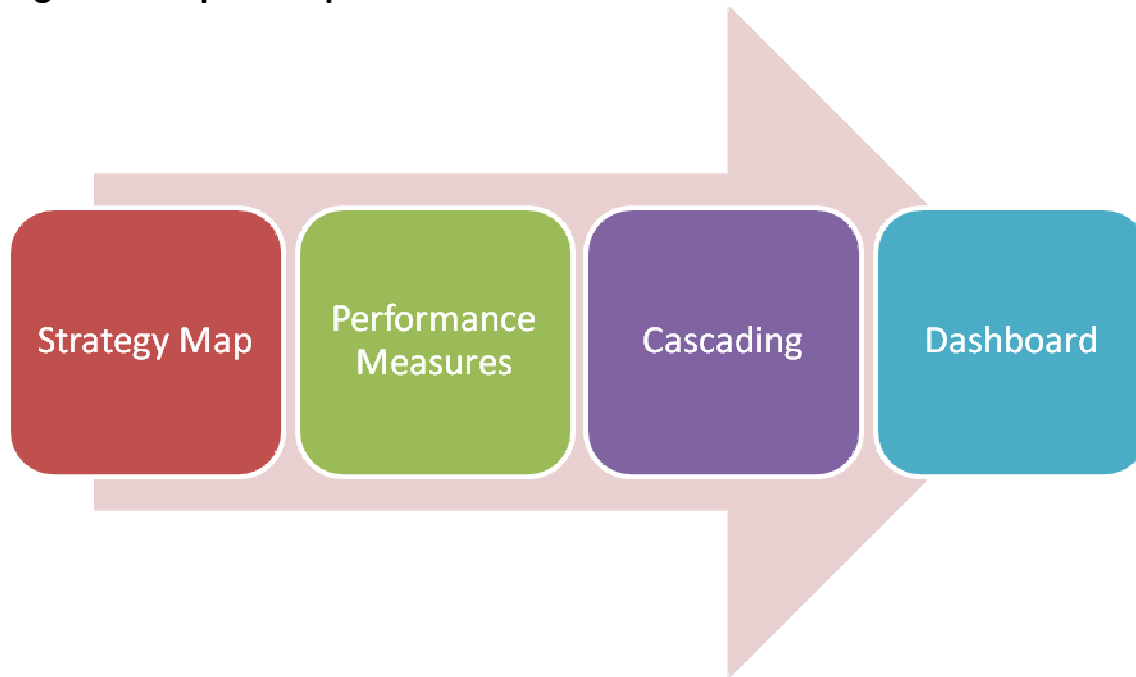 Strategy Map
Performance
Measures
Cascading
Dashboard